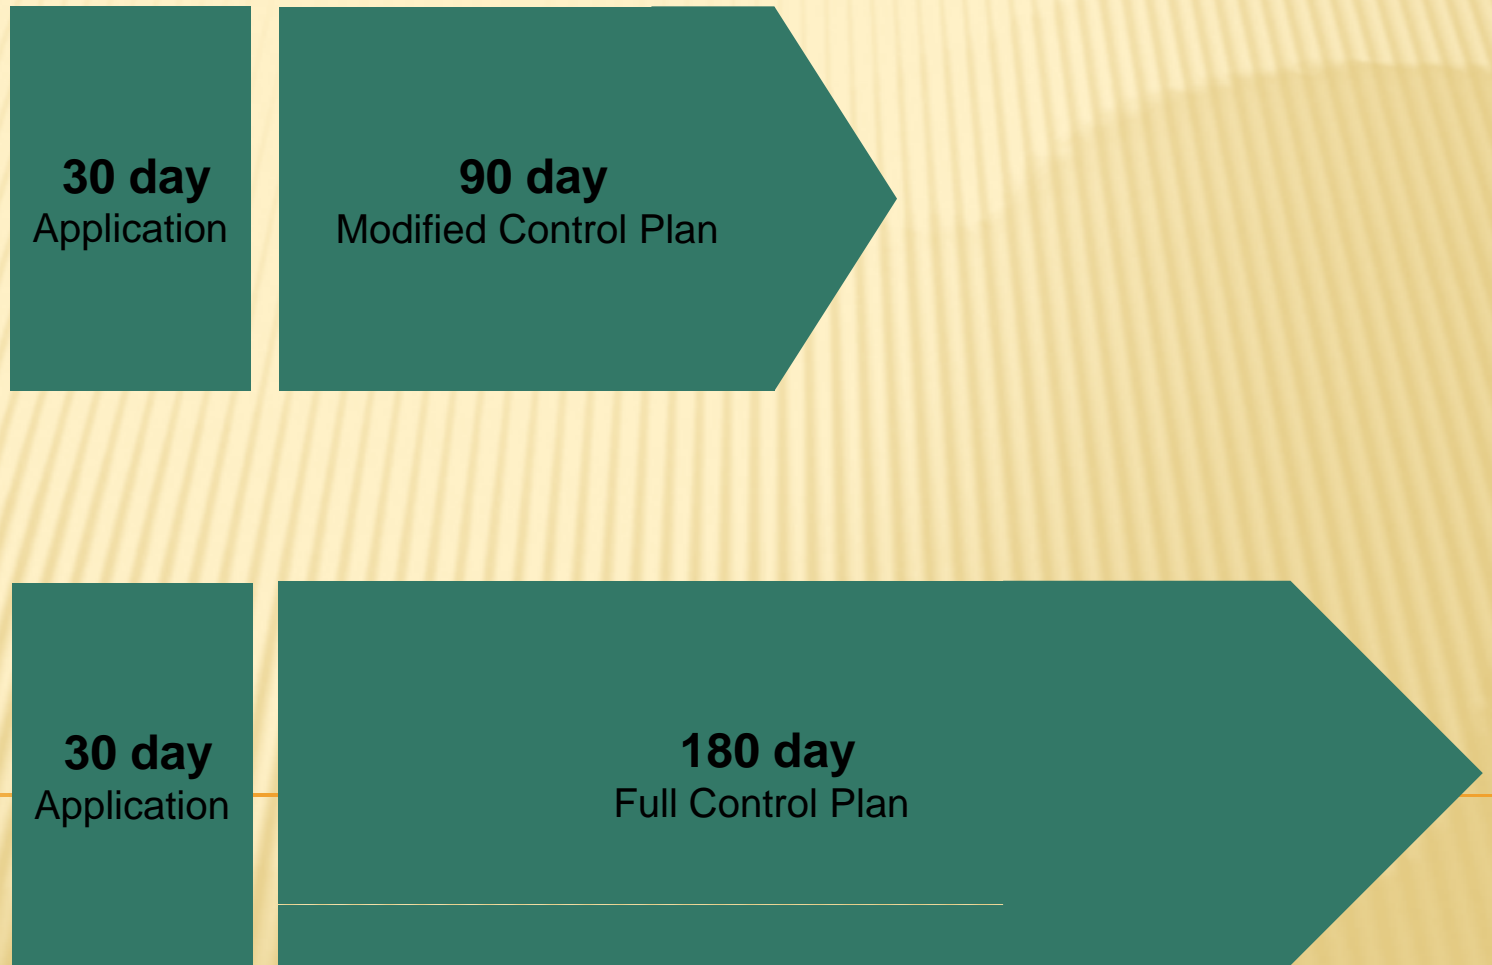 30 day
Application
90 day
Modified Control Plan
30 day
Application
180 day
Full Control Plan